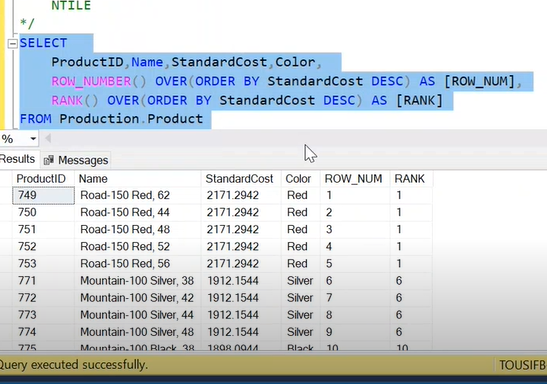 NTILE
*/
SELECT
ProductID,Name,StandardCost,Color,
ROW_NUMBER() OVER(ORDER BY StandardCost DESC) AS [ROW_NUM],
RANK() OVER(ORDER BY StandardCost DESC) AS [RANK]
FROM Production.Product
%
Results Messages
ProductID Name StandardCost Color ROW_NUM RANK
749 Road-150 Red, 62 2171.2942 Red 1 1
750 Road-150 Red, 44 2171.2942 Red 2 1
751 Road-150 Red, 48 2171.2942 Red 3 1
752 Road-150 Red, 52 2171.2942 Red 4 1
753 Road-150 Red, 56 2171.2942 Red 5 1
771 Mountain-100 Silver, 38 1912.1544 Silver 6 6
772 Mountain-100 Silver, 42 1912.1544 Silver 7 6
773 Mountain-100 Silver, 44 1912.1544 Silver 8 6
774 Mountain-100 Silver, 48 1912.1544 Silver 9 6
775 Mountain-100 Black, 38 1898.0944 Black 10 10
Query executed successfully. TOUSIFB